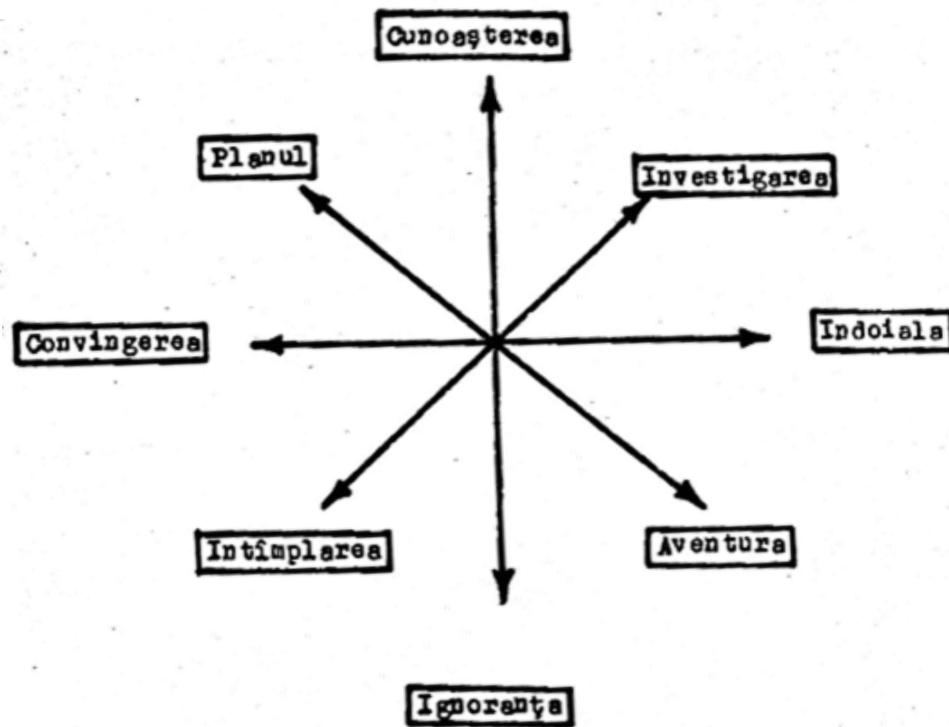 Cunoaşterea
Planul
Investigarea
Convingerea
Indoiala
Intîmplarea
Aventura
Ignoranţa